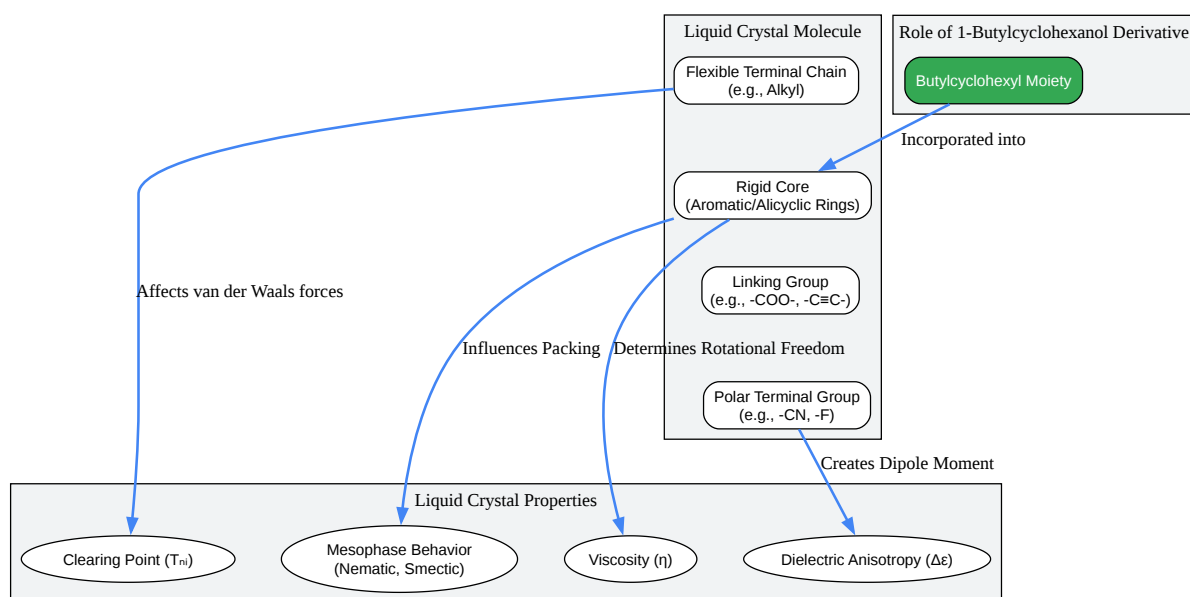 Liquid Crystal Molecule
Role of 1-Butylcyclohexanol Derivative
Flexible Terminal Chain
(e.g., Alkyl)
Butylcyclohexyl Moiety
Incorporated into
Rigid Core
(Aromatic/Alicyclic Rings)
Linking Group
(e.g., -COO-, -C≡C-)
Affects van der Waals forces
Influences Packing
Determines Rotational Freedom
Polar Terminal Group
(e.g., -CN, -F)
Creates Dipole Moment
Liquid Crystal Properties
Clearing Point (Tₙᵢ)
Mesophase Behavior
(Nematic, Smectic)
Viscosity (η)
Dielectric Anisotropy (Δε)